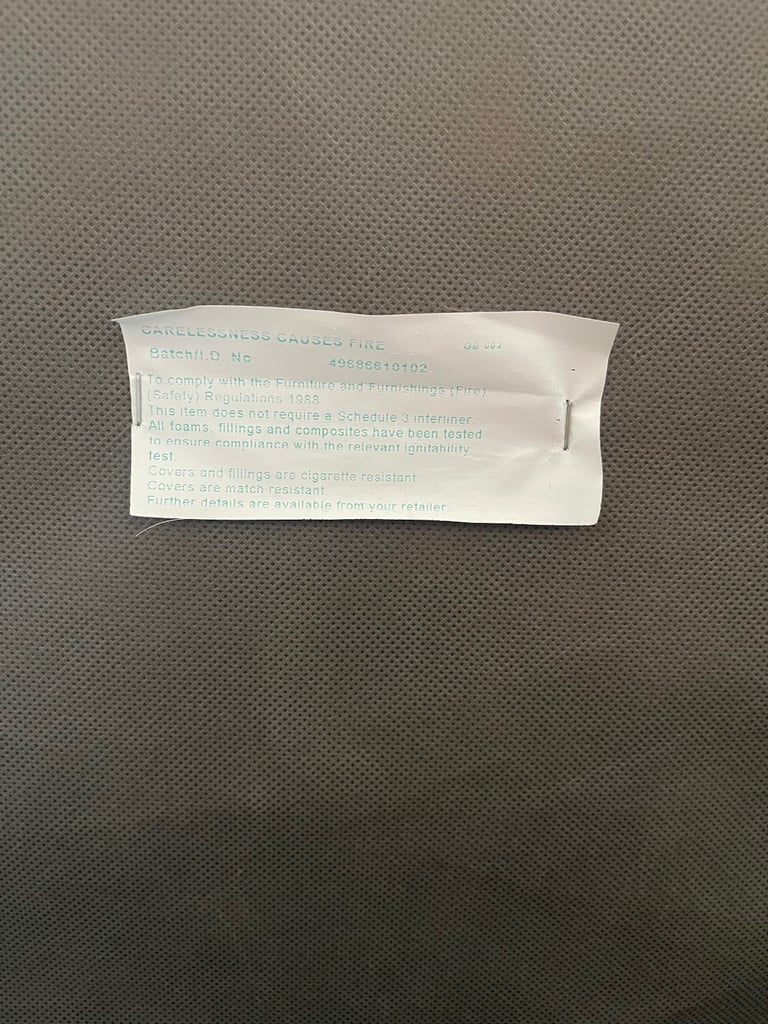 CARELESSNESS CAUSES FIRE GB 002
Batch/I.D. No 49686610102
To comply with the Furniture and Furnishings (Fire)
(Safety) Regulations 1988
This item does not require a Schedule 3 interliner.
All foams, fillings and composites have been tested
to ensure compliance with the relevant ignitability
test.
Covers and fillings are cigarette resistant
Covers are match resistant
Further details are available from your retailer